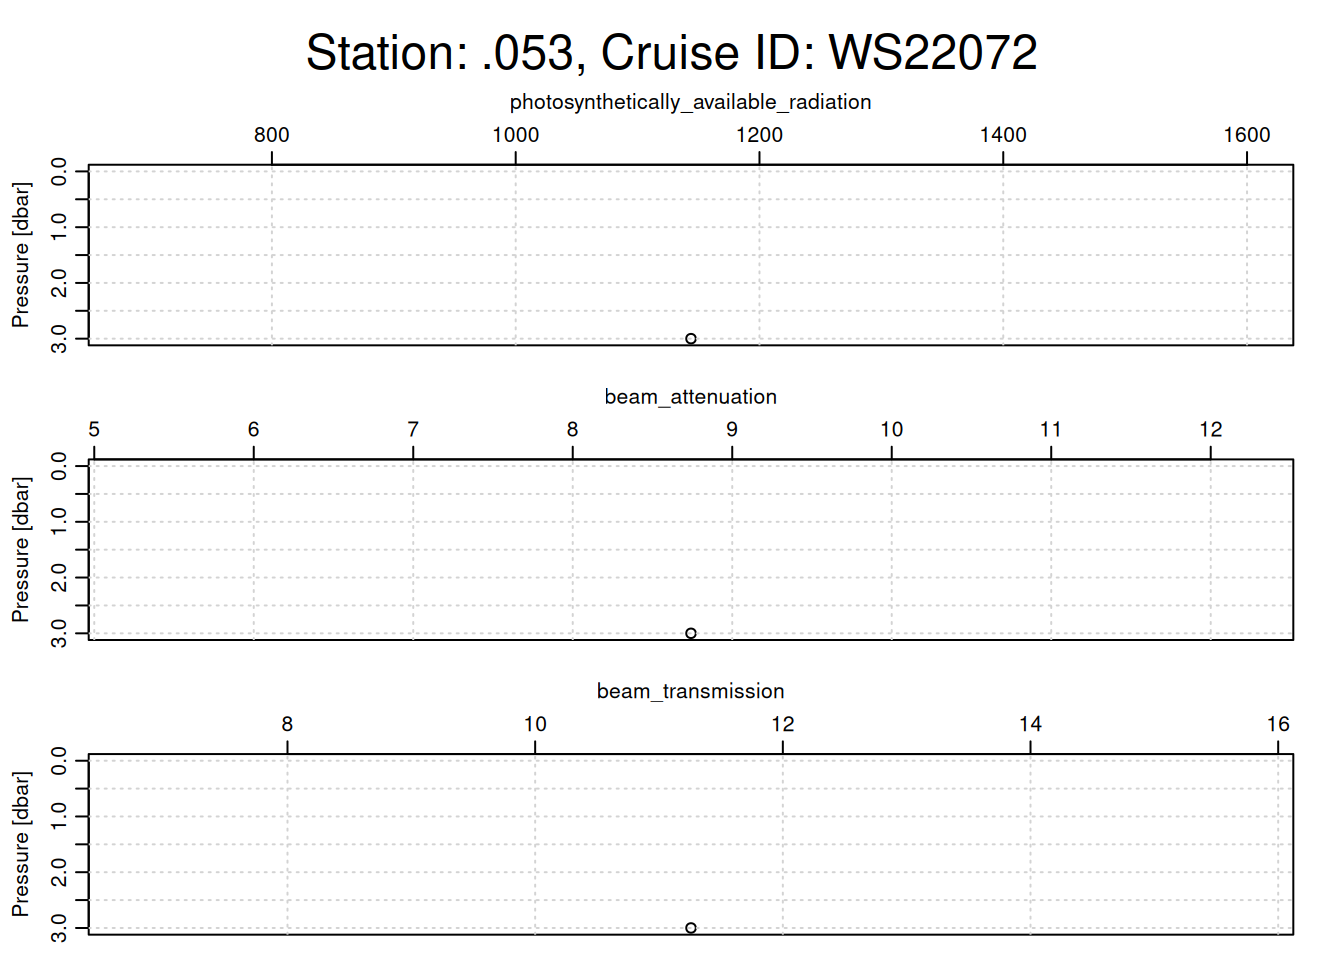 Station: .053, Cruise ID: WS22072
photosynthetically_available_radiation
800 1000 1200 1400 1600
Pressure [dbar]
0.0 1.0 2.0 3.0
beam_attenuation
5 6 7 8 9 10 11 12
Pressure [dbar]
0.0 1.0 2.0 3.0
beam_transmission
8 10 12 14 16
Pressure [dbar]
0.0 1.0 2.0 3.0